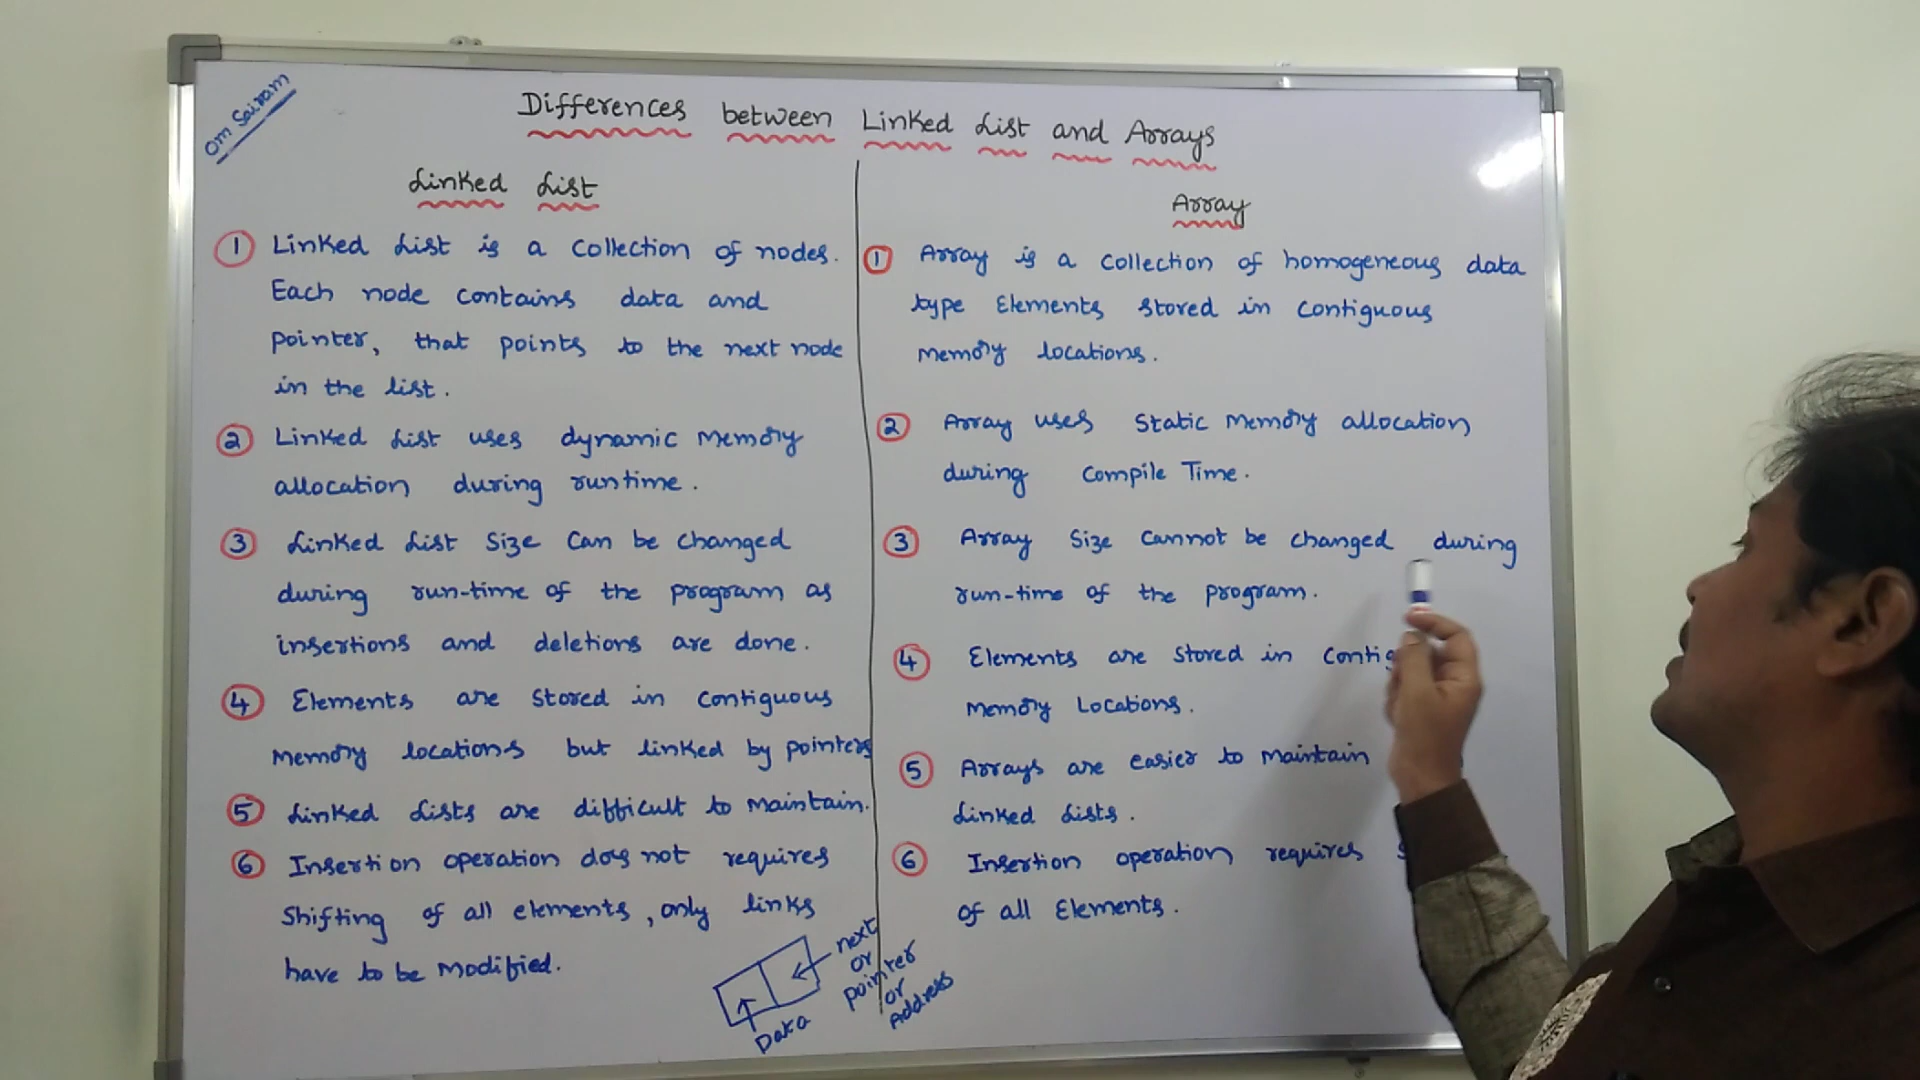 Om Sairam
Differences between Linked List and Arrays
Linked List
1 Linked List is a collection of nodes.
Each node contains data and
pointer, that points to the next node
in the list.
2 Linked List uses dynamic memory
allocation during runtime.
3 Linked List Size can be changed
during run-time of the program as
insertions and deletions are done.
4 Elements are stored in contiguous
memory locations but linked by pointers
5 Linked Lists are difficult to maintain.
6 Insertion operation does not requires
shifting of all elements, only links
have to be modified.
Data
next
or
pointer
or
Address
Array
1 Array is a collection of homogeneous data
type Elements stored in contiguous
memory locations.
2 Array uses static memory allocation
during compile Time.
3 Array Size cannot be changed during
run-time of the program.
4 Elements are stored in contig
memory Locations.
5 Arrays are easier to maintain
Linked Lists.
6 Insertion operation requires
of all Elements.